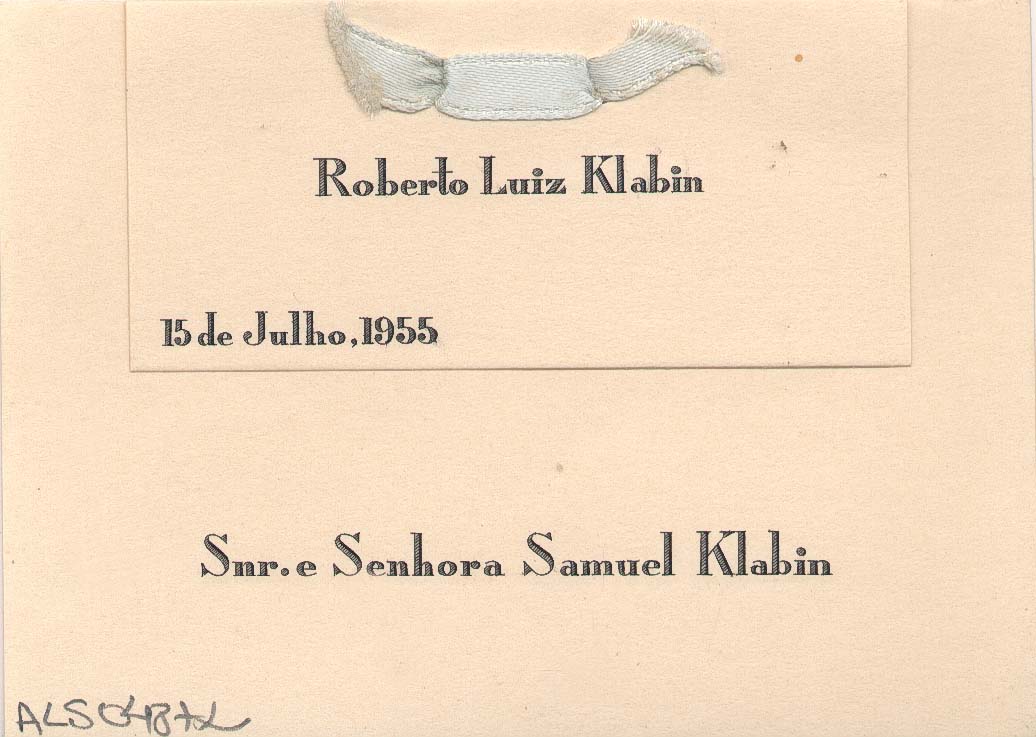 Roberto Luiz Klabin
15 de Julho, 1955
Snr. e Senhora Samuel Klabin